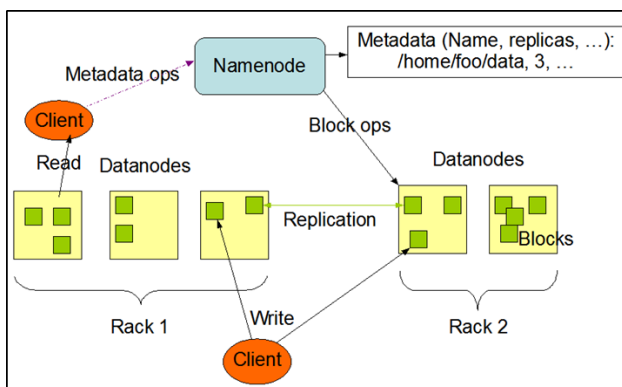 Metadata (Name, replicas, …):
/home/foo/data, 3, …
Namenode
Metadata ops
Client
Block ops
Read
Datanodes
Datanodes
Replication
Blocks
Rack 1
Write
Rack 2
Client